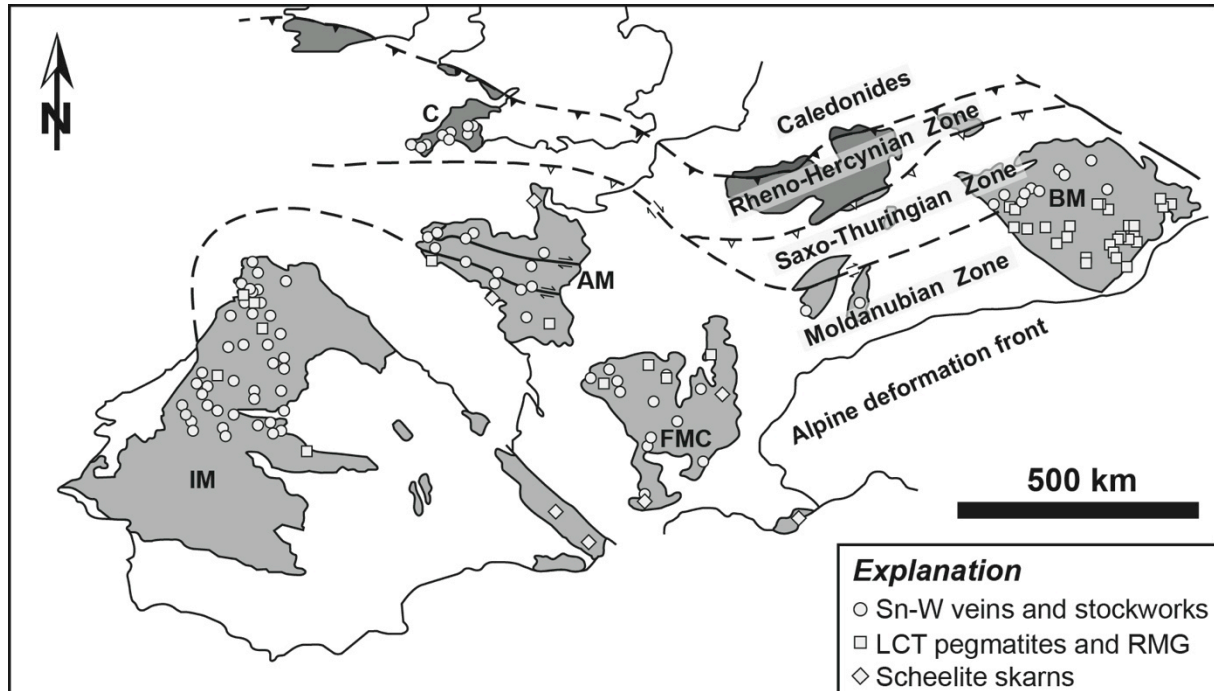 N
C
Caledonides
Rheno-Hercynian Zone
BM
Saxo-Thuringian Zone
AM
Moldanubian Zone
Alpine deformation front
FMC
IM
500 km
Explanation
Sn-W veins and stockworks
LCT pegmatites and RMG
Scheelite skarns